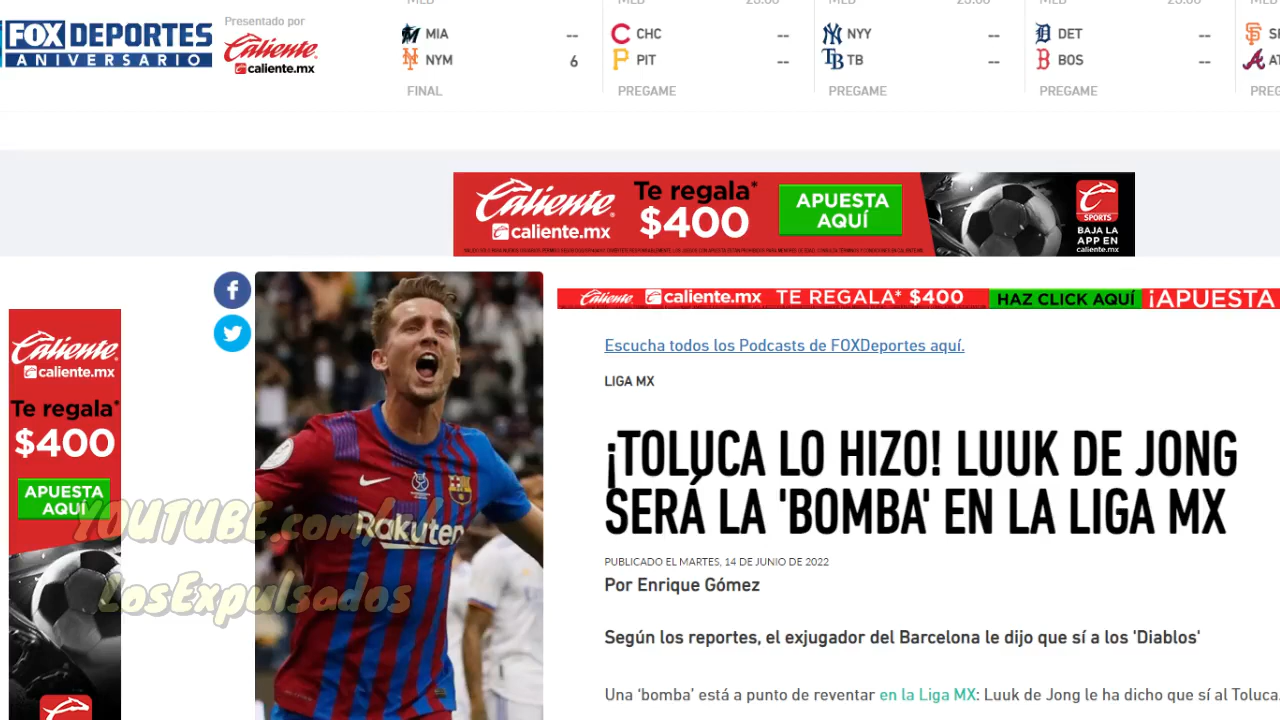 FOX DEPORTES
ANIVERSARIO
Presentado por
Caliente
caliente.mx
MIA --
NYM 6
FINAL
CHC --
PIT --
PREGAME
NYY --
TB --
PREGAME
DET --
BOS --
PREGAME
Caliente
caliente.mx
Te regala*
$400
APUESTA
AQUÍ
SPORTS
BAJA LA
APP EN
caliente.mx
Caliente caliente.mx TE REGALA* $400 HAZ CLICK AQUÍ ¡APUESTA
Caliente
caliente.mx
Te regala*
$400
APUESTA
AQUÍ
Escucha todos los Podcasts de FOXDeportes aquí.
LIGA MX
¡TOLUCA LO HIZO! LUUK DE JONG
SERÁ LA 'BOMBA' EN LA LIGA MX
PUBLICADO EL MARTES, 14 DE JUNIO DE 2022
Por Enrique Gómez
Según los reportes, el exjugador del Barcelona le dijo que sí a los 'Diablos'
Una ‘bomba’ está a punto de reventar en la Liga MX: Luuk de Jong le ha dicho que sí al Toluca.
Rakuten
YOUTUBE.com/c/
LosExpulsados